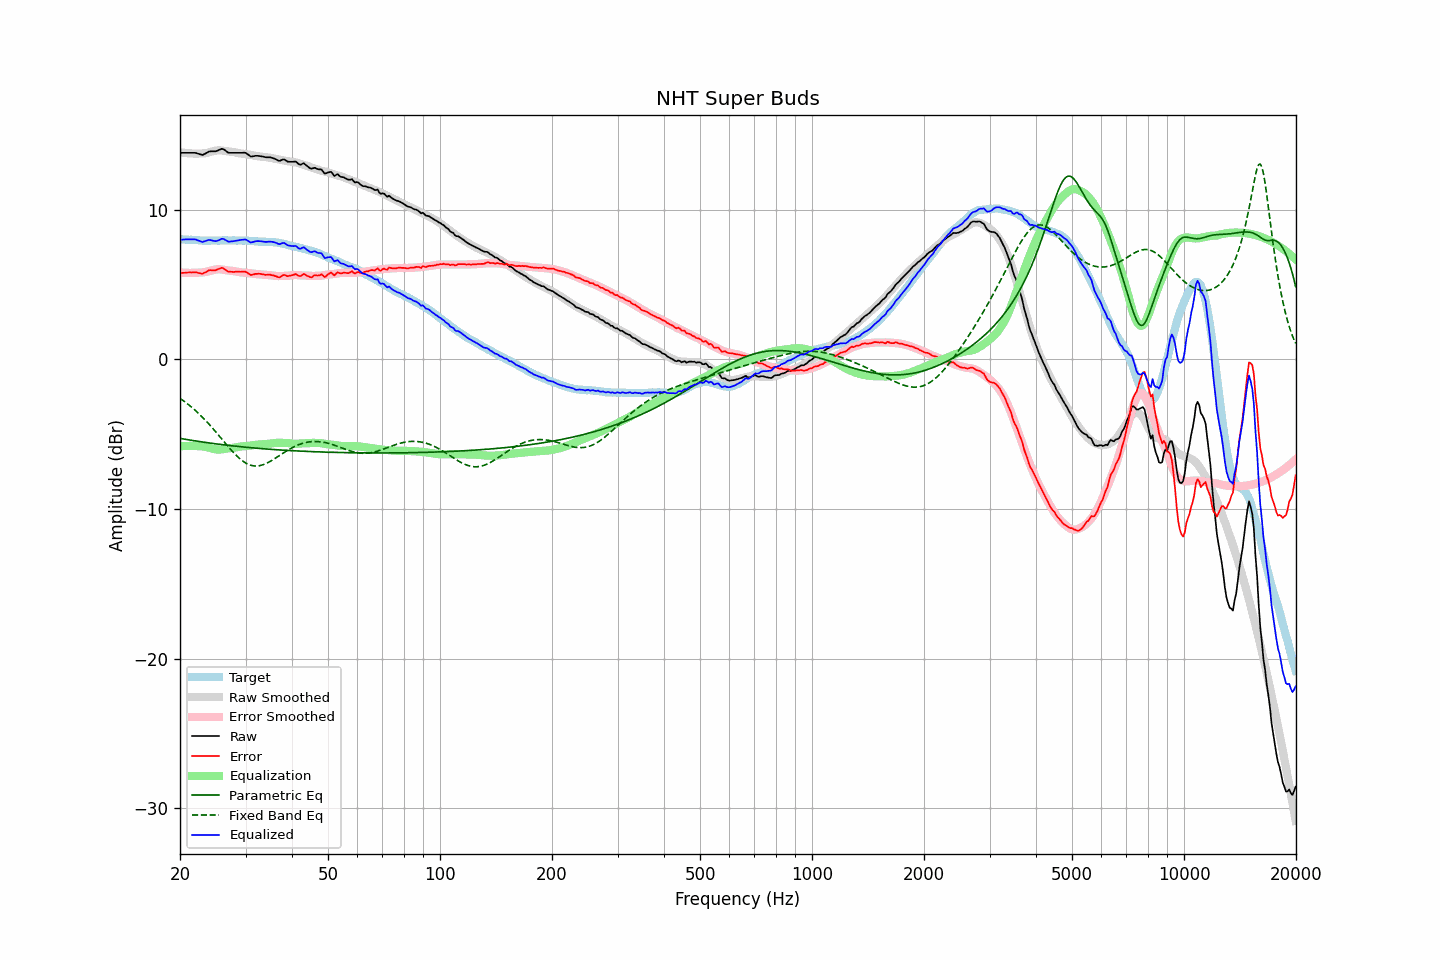 NHT Super Buds
Amplitude (dBr)
10
0
−10
−20
−30
Target
Raw Smoothed
Error Smoothed
Raw
Error
Equalization
Parametric Eq
Fixed Band Eq
Equalized
20 50 100 200 500 1000 2000 5000 10000 20000
Frequency (Hz)